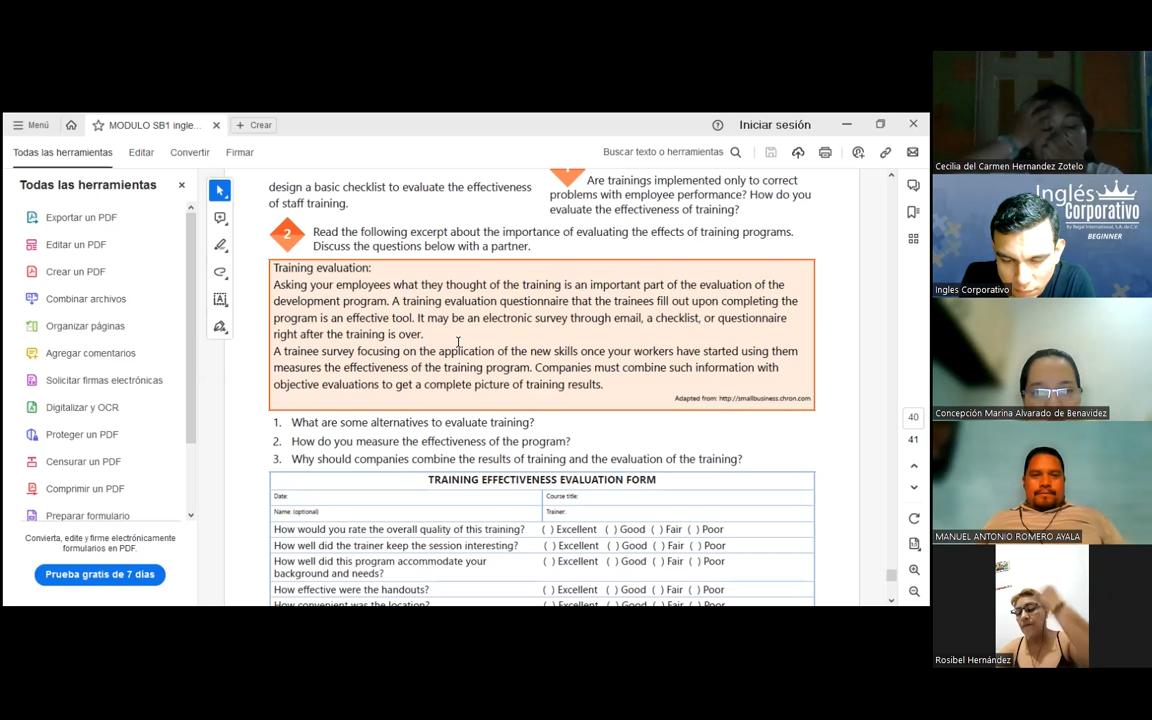 Menú
MODULO SB1 ingle...
Crear
Iniciar sesión
Todas las herramientas
Editar
Convertir
Firmar
Buscar texto o herramientas
Todas las herramientas
Exportar un PDF
Editar un PDF
Crear un PDF
Combinar archivos
Organizar páginas
Agregar comentarios
Solicitar firmas electrónicas
Digitalizar y OCR
Proteger un PDF
Censurar un PDF
Comprimir un PDF
Preparar formulario
Convierta, edite y firme electrónicamente
formularios en PDF.
Prueba gratis de 7 días
design a basic checklist to evaluate the effectiveness
of staff training.
Are trainings implemented only to correct
problems with employee performance? How do you
evaluate the effectiveness of training?
2
Read the following excerpt about the importance of evaluating the effects of training programs.
Discuss the questions below with a partner.
Training evaluation:
Asking your employees what they thought of the training is an important part of the evaluation of the
development program. A training evaluation questionnaire that the trainees fill out upon completing the
program is an effective tool. It may be an electronic survey through email, a checklist, or questionnaire
right after the training is over.
A trainee survey focusing on the application of the new skills once your workers have started using them
measures the effectiveness of the training program. Companies must combine such information with
objective evaluations to get a complete picture of training results.
Adapted from: http://smallbusiness.chron.com
1. What are some alternatives to evaluate training?
2. How do you measure the effectiveness of the program?
3. Why should companies combine the results of training and the evaluation of the training?
TRAINING EFFECTIVENESS EVALUATION FORM
Date: Course title:
Name: (optional) Trainer:
How would you rate the overall quality of this training? ( ) Excellent ( ) Good ( ) Fair ( ) Poor
How well did the trainer keep the session interesting? ( ) Excellent ( ) Good ( ) Fair ( ) Poor
How well did this program accommodate your ( ) Excellent ( ) Good ( ) Fair ( ) Poor
background and needs?
How effective were the handouts? ( ) Excellent ( ) Good ( ) Fair ( ) Poor
How convenient was the location? ( ) Excellent ( ) Good ( ) Fair ( ) Poor
40
41
Cecilia del Carmen Hernandez Zotelo
Inglés
Corporativo
By Regal International, S.A. de C.V.
BEGINNER
Ingles Corporativo
Concepción Marina Alvarado de Benavidez
MANUEL ANTONIO ROMERO AYALA
Rosibel Hernández